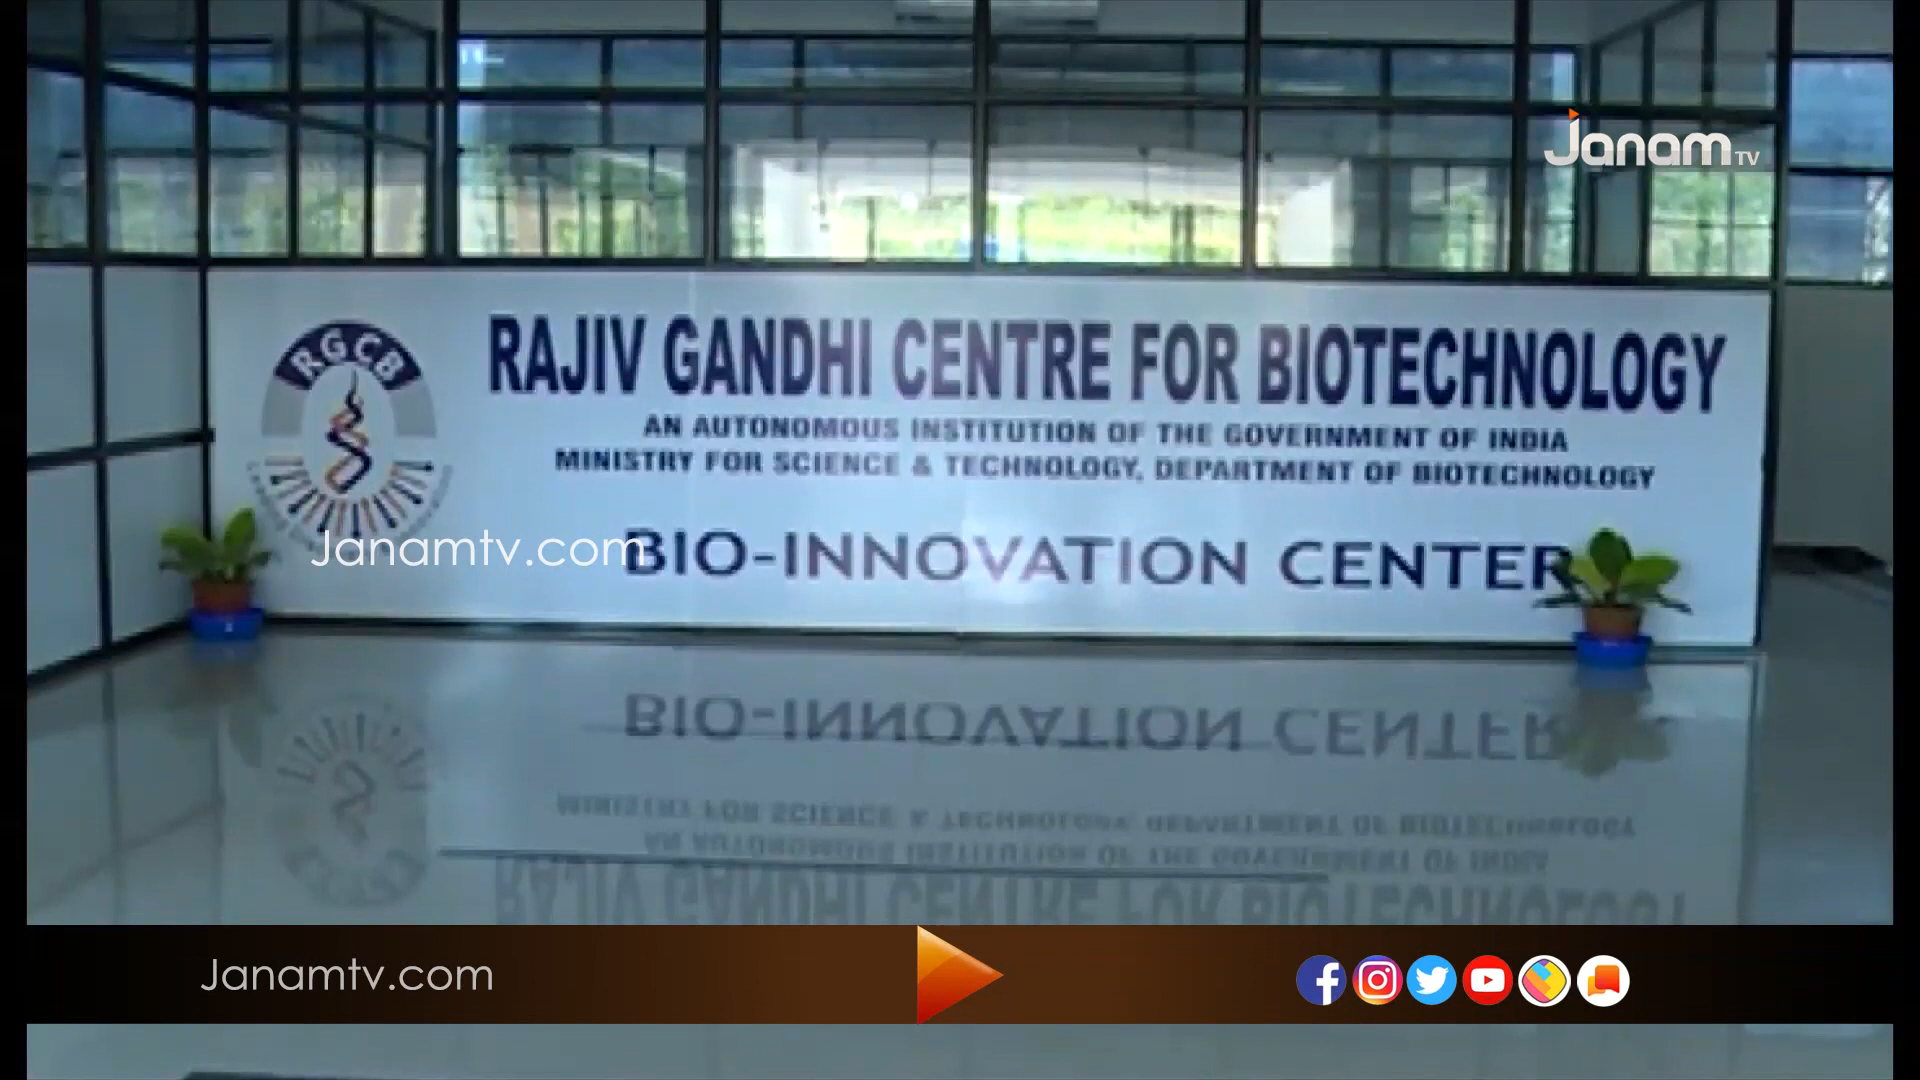 Janam TV
RAJIV GANDHI CENTRE FOR BIOTECHNOLOGY
AN AUTONOMOUS INSTITUTION OF THE GOVERNMENT OF INDIA
MINISTRY FOR SCIENCE & TECHNOLOGY, DEPARTMENT OF BIOTECHNOLOGY
RGCB
BIO-INNOVATION CENTER
Janamtv.com
Janamtv.com